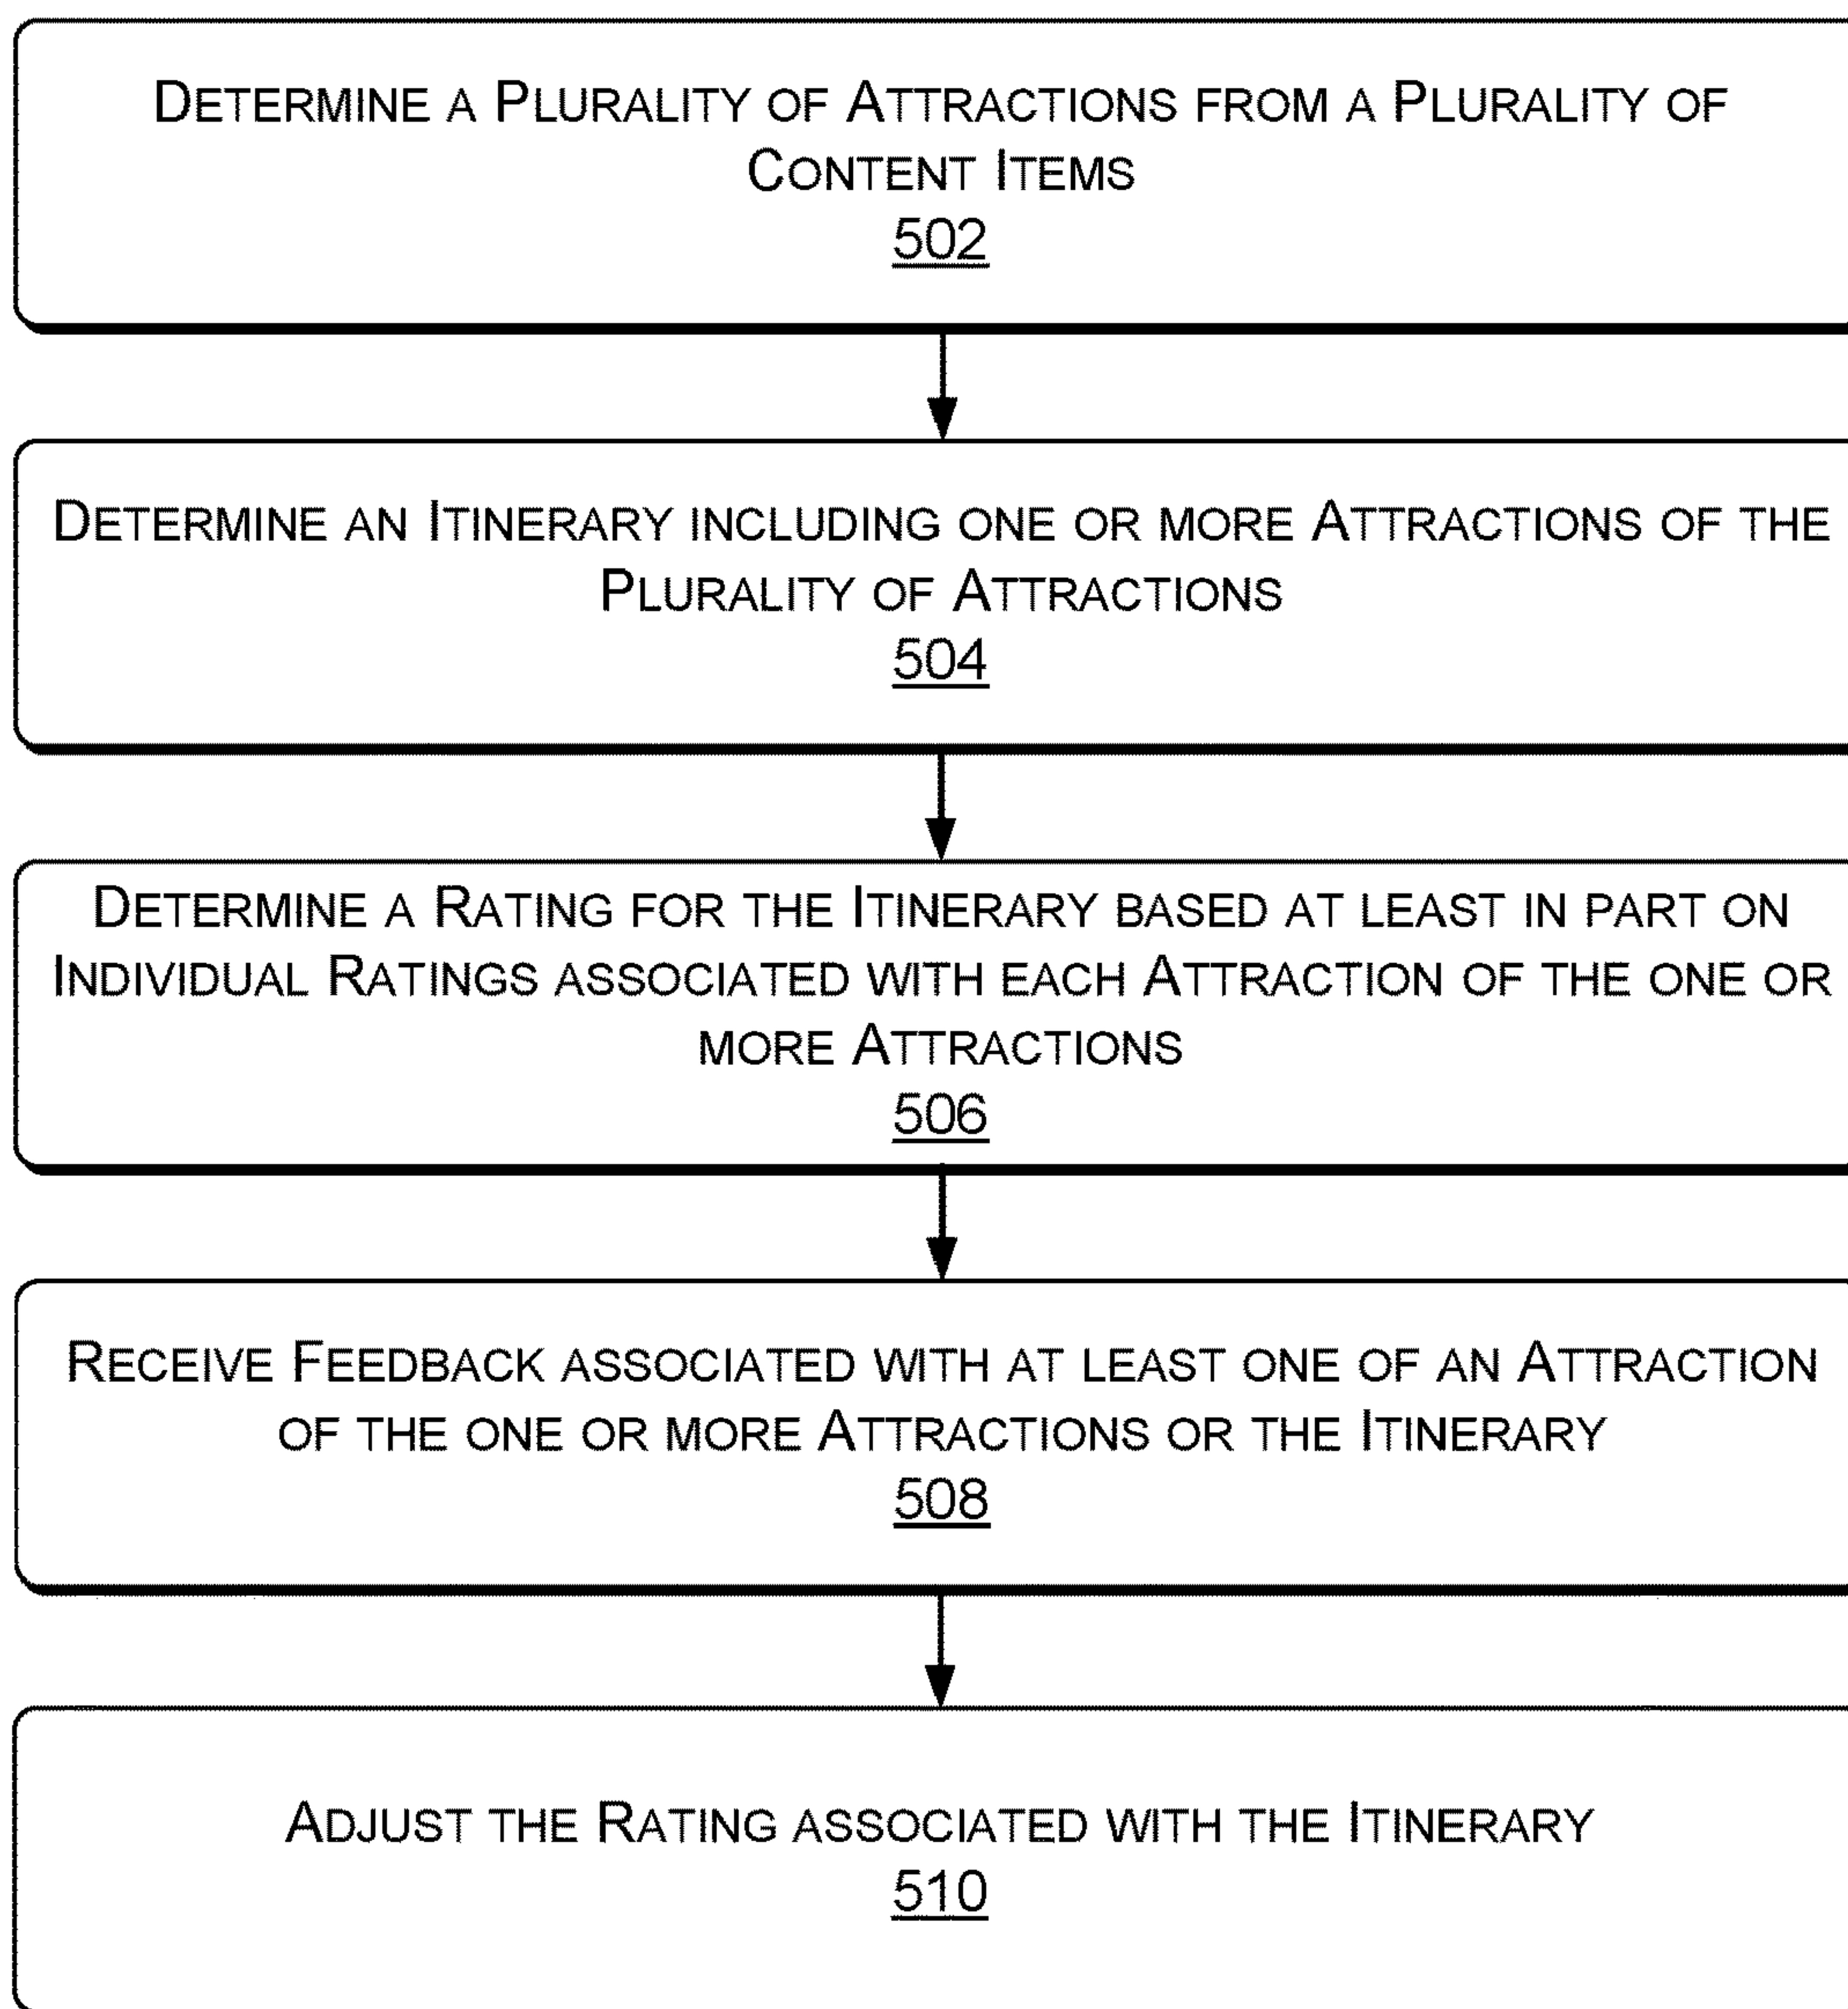 DETERMINE A PLURALITY OF ATTRACTIONS FROM A PLURALITY OF
CONTENT ITEMS
502
DETERMINE AN ITINERARY INCLUDING ONE OR MORE ATTRACTIONS OF THE
PLURALITY OF ATTRACTIONS
504
DETERMINE A RATING FOR THE ITINERARY BASED AT LEAST IN PART ON
INDIVIDUAL RATINGS ASSOCIATED WITH EACH ATTRACTION OF THE ONE OR
MORE ATTRACTIONS
506
RECEIVE FEEDBACK ASSOCIATED WITH AT LEAST ONE OF AN ATTRACTION
OF THE ONE OR MORE ATTRACTIONS OR THE ITINERARY
508
ADJUST THE RATING ASSOCIATED WITH THE ITINERARY
510